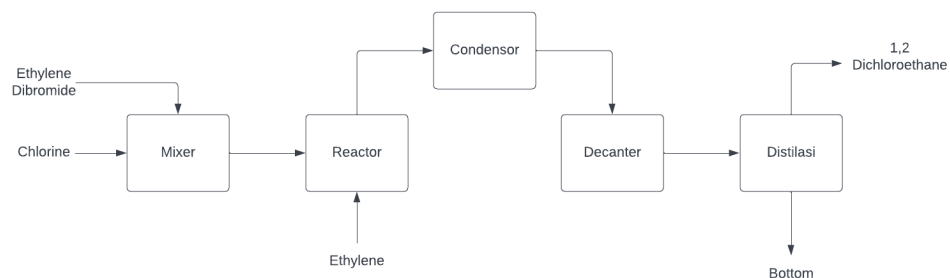 Condensor
1,2
Dichloroethane
Ethylene
Dibromide
Chlorine
Mixer
Reactor
Decanter
Distilasi
Ethylene
Bottom